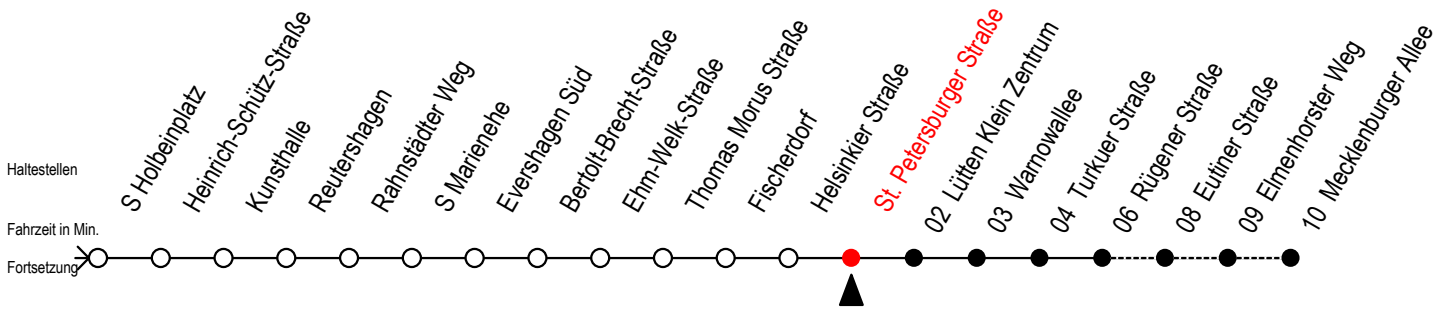 Haltestellen
Fahrzeit in Min.
Fortsetzung
S Holbeinplatz
Heinrich-Schütz-Straße
Kunsthalle
Reutershagen
Rahnstädter Weg
S Marienehe
Evershagen Süd
Bertolt-Brecht-Straße
Ehm-Welk-Straße
Thomas Morus Straße
Fischerdorf
Helsinkier Straße
St. Petersburger Straße
02 Lütten Klein Zentrum
03 Warnowallee
04 Turkuer Straße
06 Rügener Straße
08 Eutiner Straße
09 Elmenhorster Weg
10 Mecklenburger Allee